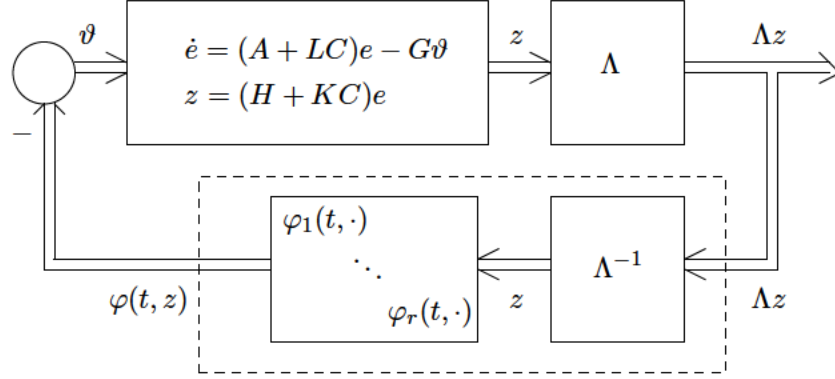 ϑ
ė = (A + LC)e − Gϑ
z = (H + KC)e
z
Λ
Λz
−
φ₁(t, ·)
⋱
φᵣ(t, ·)
φ(t, z)
z
Λ⁻¹
Λz